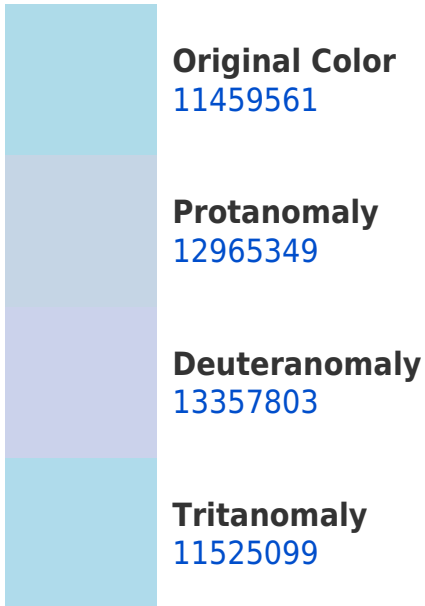 Original Color
11459561
Protanomaly
12965349
Deuteranomaly
13357803
Tritanomaly
11525099